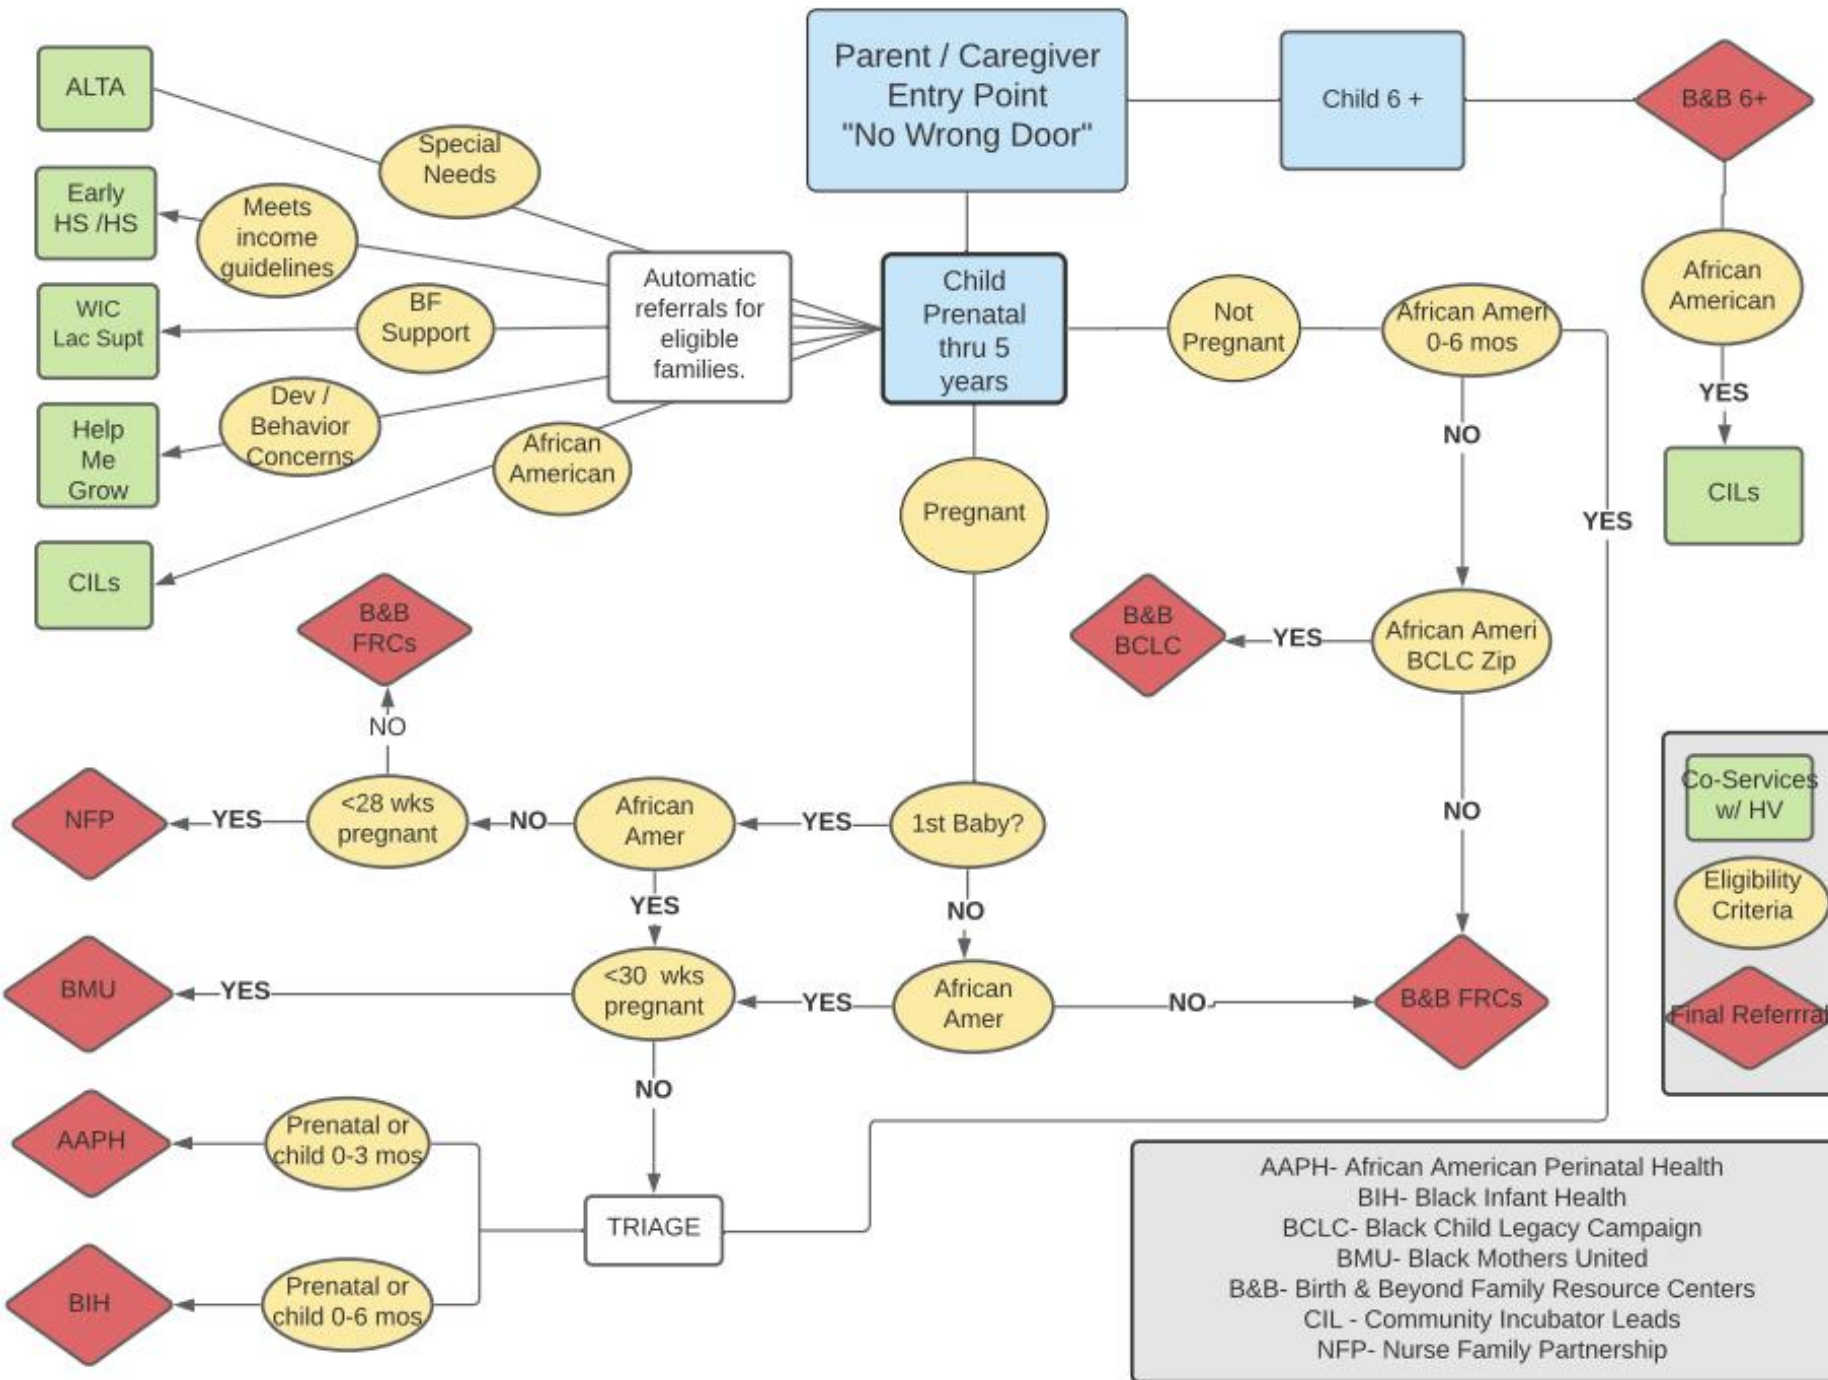 Parent / Caregiver
Entry Point
"No Wrong Door"
Child 6 +
B&B 6+
African
American
YES
CILs
ALTA
Special
Needs
Early
HS /HS
Meets
income
guidelines
WIC
Lac Supt
BF
Support
Help
Me
Grow
Dev /
Behavior
Concerns
CILs
African
American
Automatic
referrals for
eligible
families.
Child
Prenatal
thru 5
years
Not
Pregnant
African Ameri
0-6 mos
NO
YES
Pregnant
B&B
FRCs
NO
B&B
BCLC
YES
African Ameri
BCLC Zip
NO
NFP
YES
<28 wks
pregnant
NO
African
Amer
YES
1st Baby?
YES
NO
BMU
YES
<30 wks
pregnant
YES
African
Amer
NO
B&B FRCs
NO
AAPH
Prenatal or
child 0-3 mos
TRIAGE
BIH
Prenatal or
child 0-6 mos
Co-Services
w/ HV
Eligibility
Criteria
Final Referrral
AAPH- African American Perinatal Health
BIH- Black Infant Health
BCLC- Black Child Legacy Campaign
BMU- Black Mothers United
B&B- Birth & Beyond Family Resource Centers
CIL - Community Incubator Leads
NFP- Nurse Family Partnership